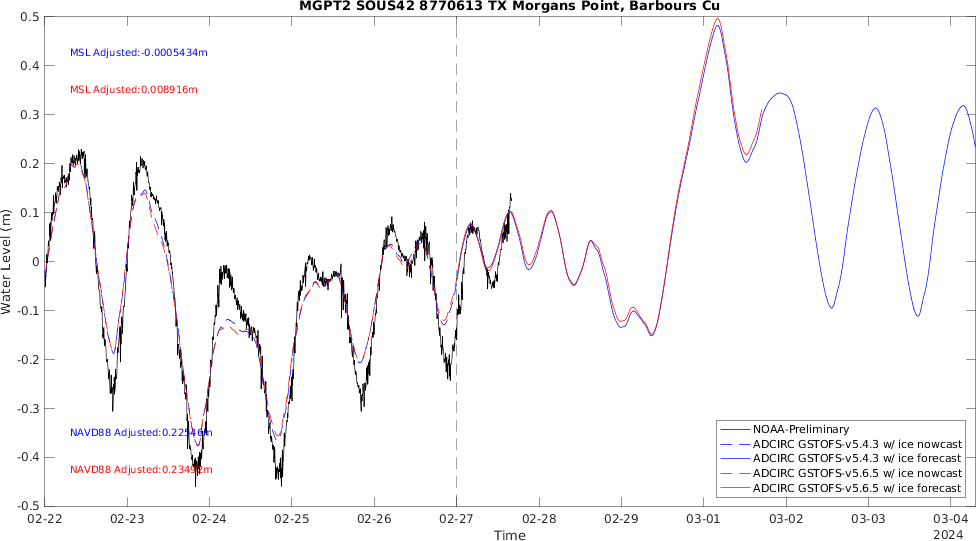 MGPT2 SOUS42 8770613 TX Morgans Point, Barbours Cu
0.5
MSL Adjusted:-0.0005434m
0.4
MSL Adjusted:0.008916m
0.3
0.2
0.1
0
Water Level (m)
-0.1
-0.2
-0.3
NAVD88 Adjusted:0.22546m
-0.4
NAVD88 Adjusted:0.23492m
-0.5
NOAA-Preliminary
ADCIRC GSTOFS-v5.4.3 w/ ice nowcast
ADCIRC GSTOFS-v5.4.3 w/ ice forecast
ADCIRC GSTOFS-v5.6.5 w/ ice nowcast
ADCIRC GSTOFS-v5.6.5 w/ ice forecast
02-22 02-23 02-24 02-25 02-26 02-27 02-28 02-29 03-01 03-02 03-03 03-04
Time 2024